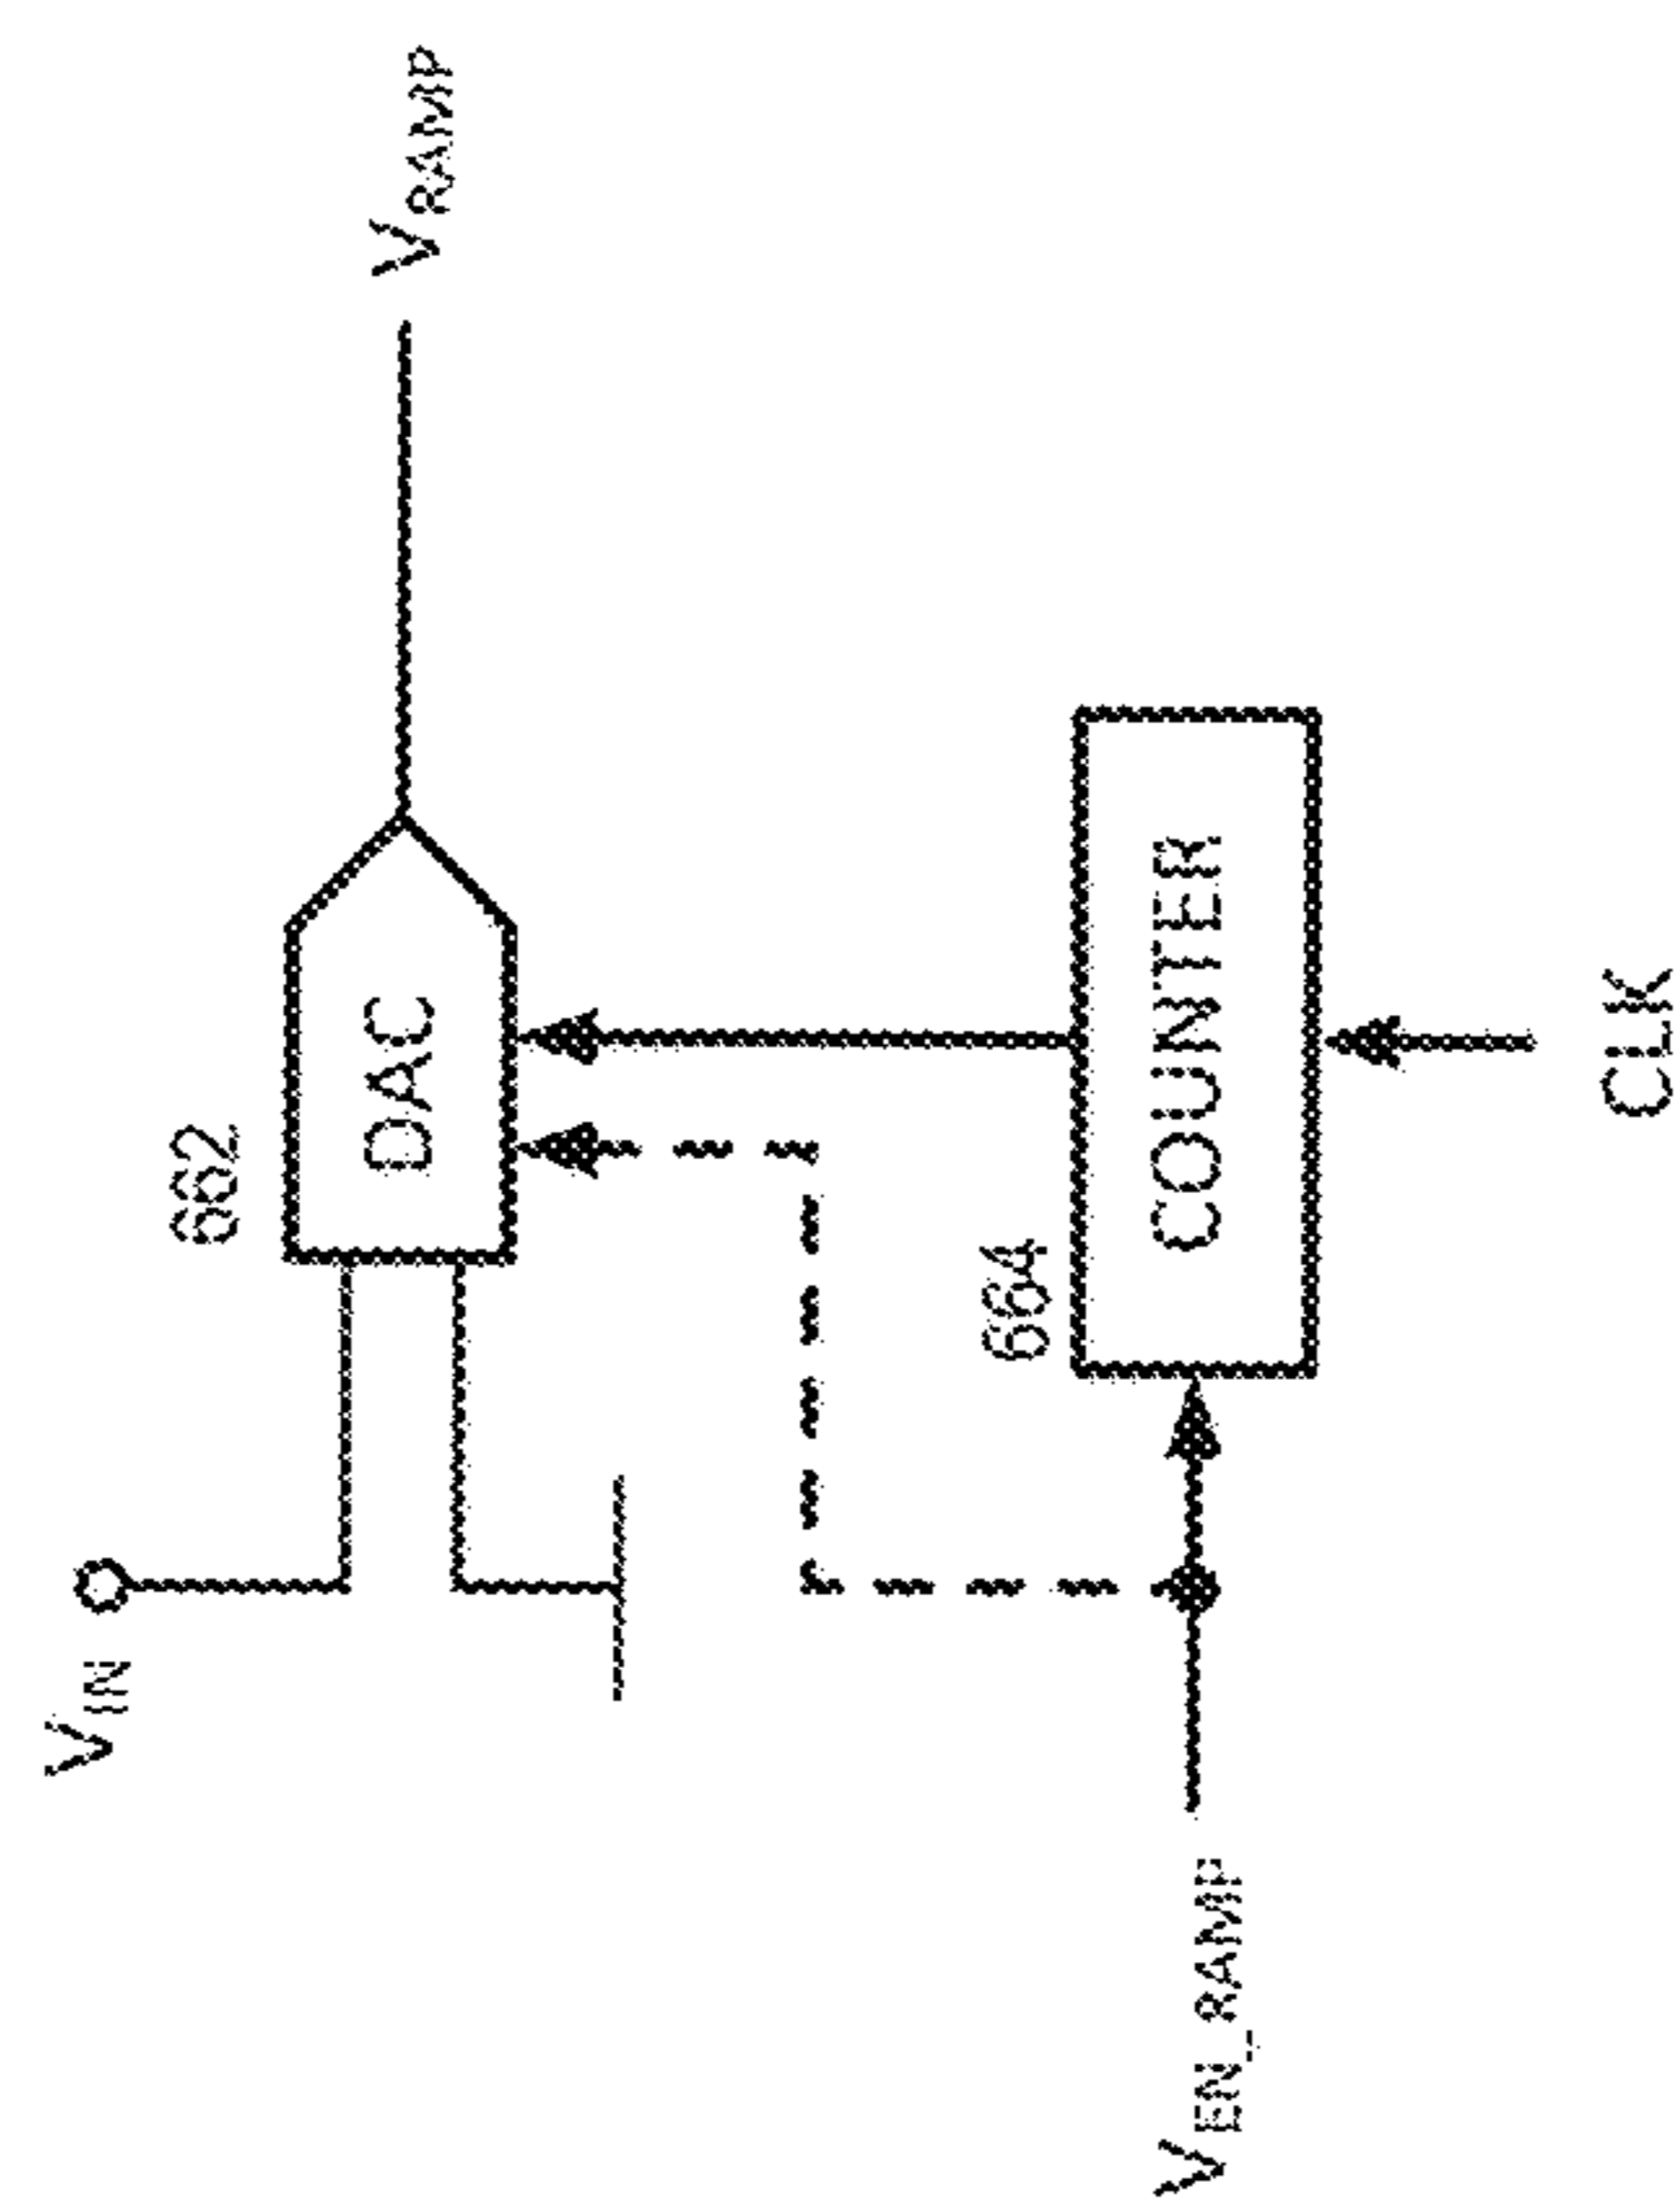 V_IN
662
DAC
V_RAMP
664
COUNTER
V_EN_RAMP
CLK